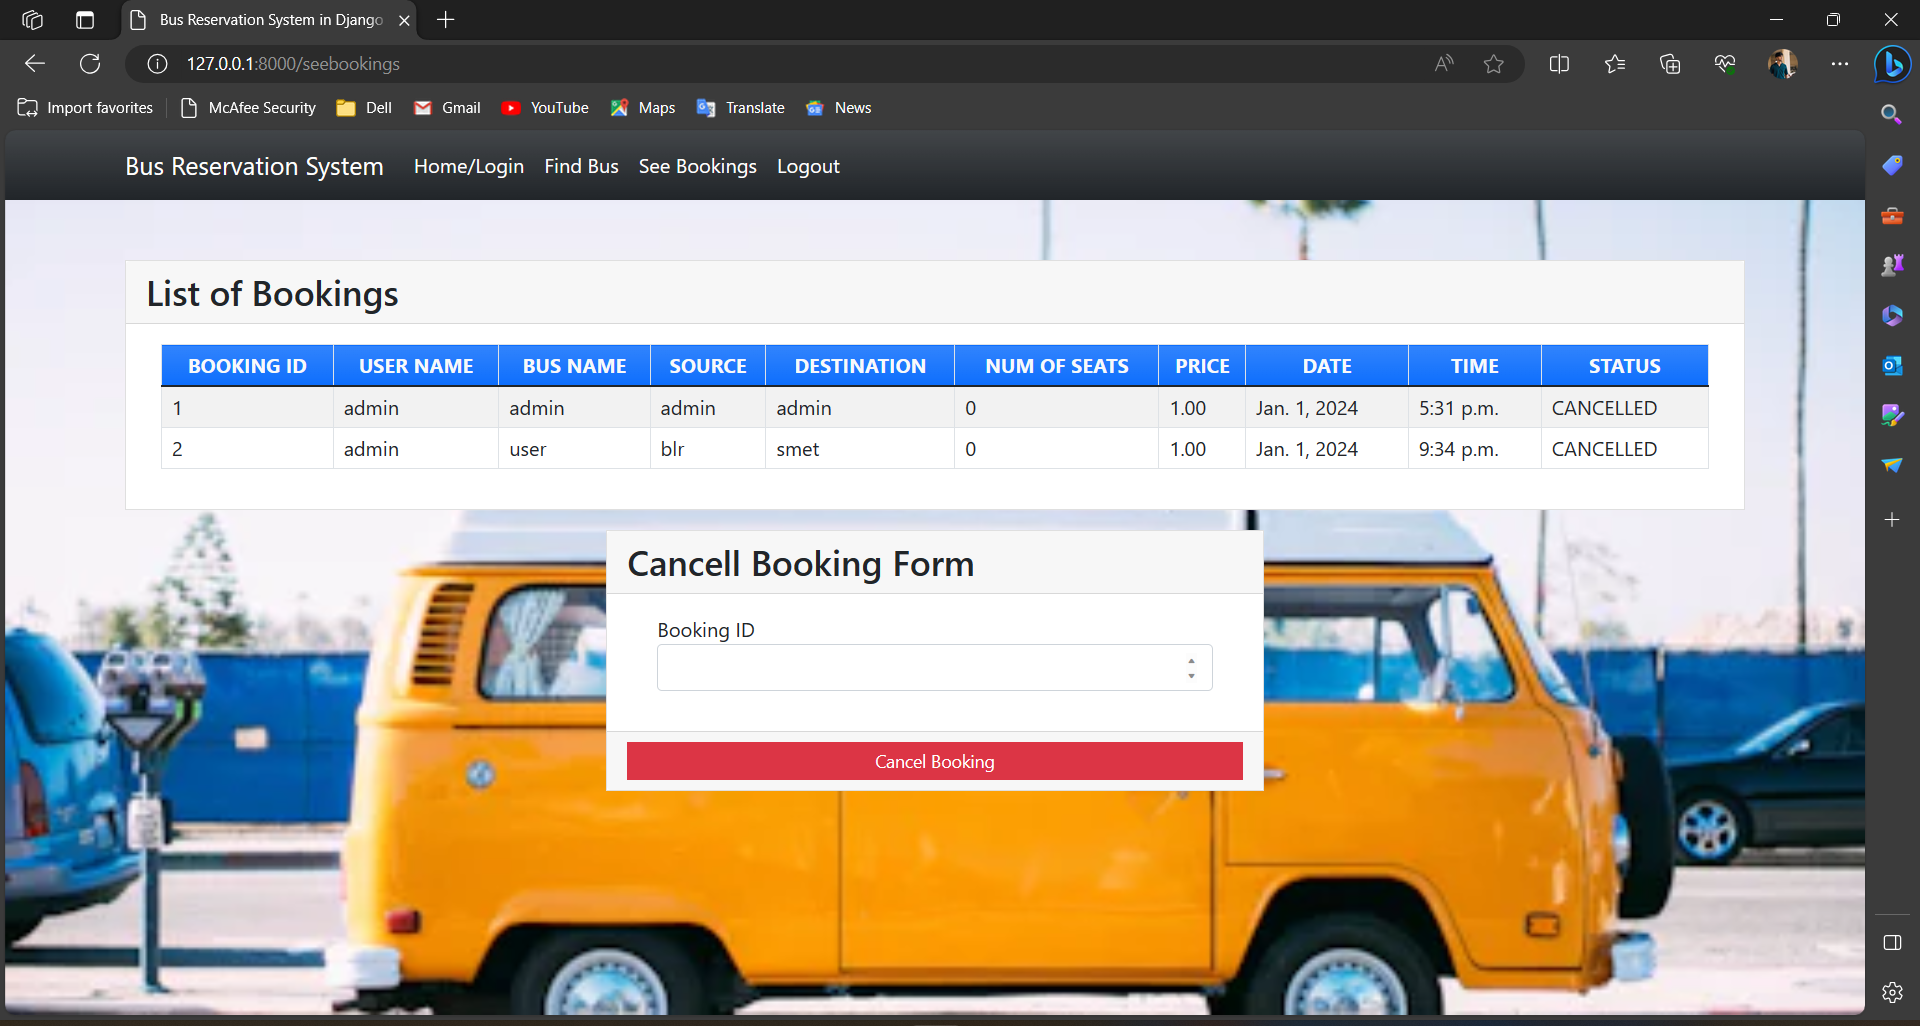 Bus Reservation System in Django
127.0.0.1:8000/seebookings
Import favorites McAfee Security Dell Gmail YouTube Maps Translate News
Bus Reservation System Home/Login Find Bus See Bookings Logout
List of Bookings
BOOKING ID USER NAME BUS NAME SOURCE DESTINATION NUM OF SEATS PRICE DATE TIME STATUS
1 admin admin admin admin 0 1.00 Jan. 1, 2024 5:31 p.m. CANCELLED
2 admin user blr smet 0 1.00 Jan. 1, 2024 9:34 p.m. CANCELLED
Cancell Booking Form
Booking ID
Cancel Booking